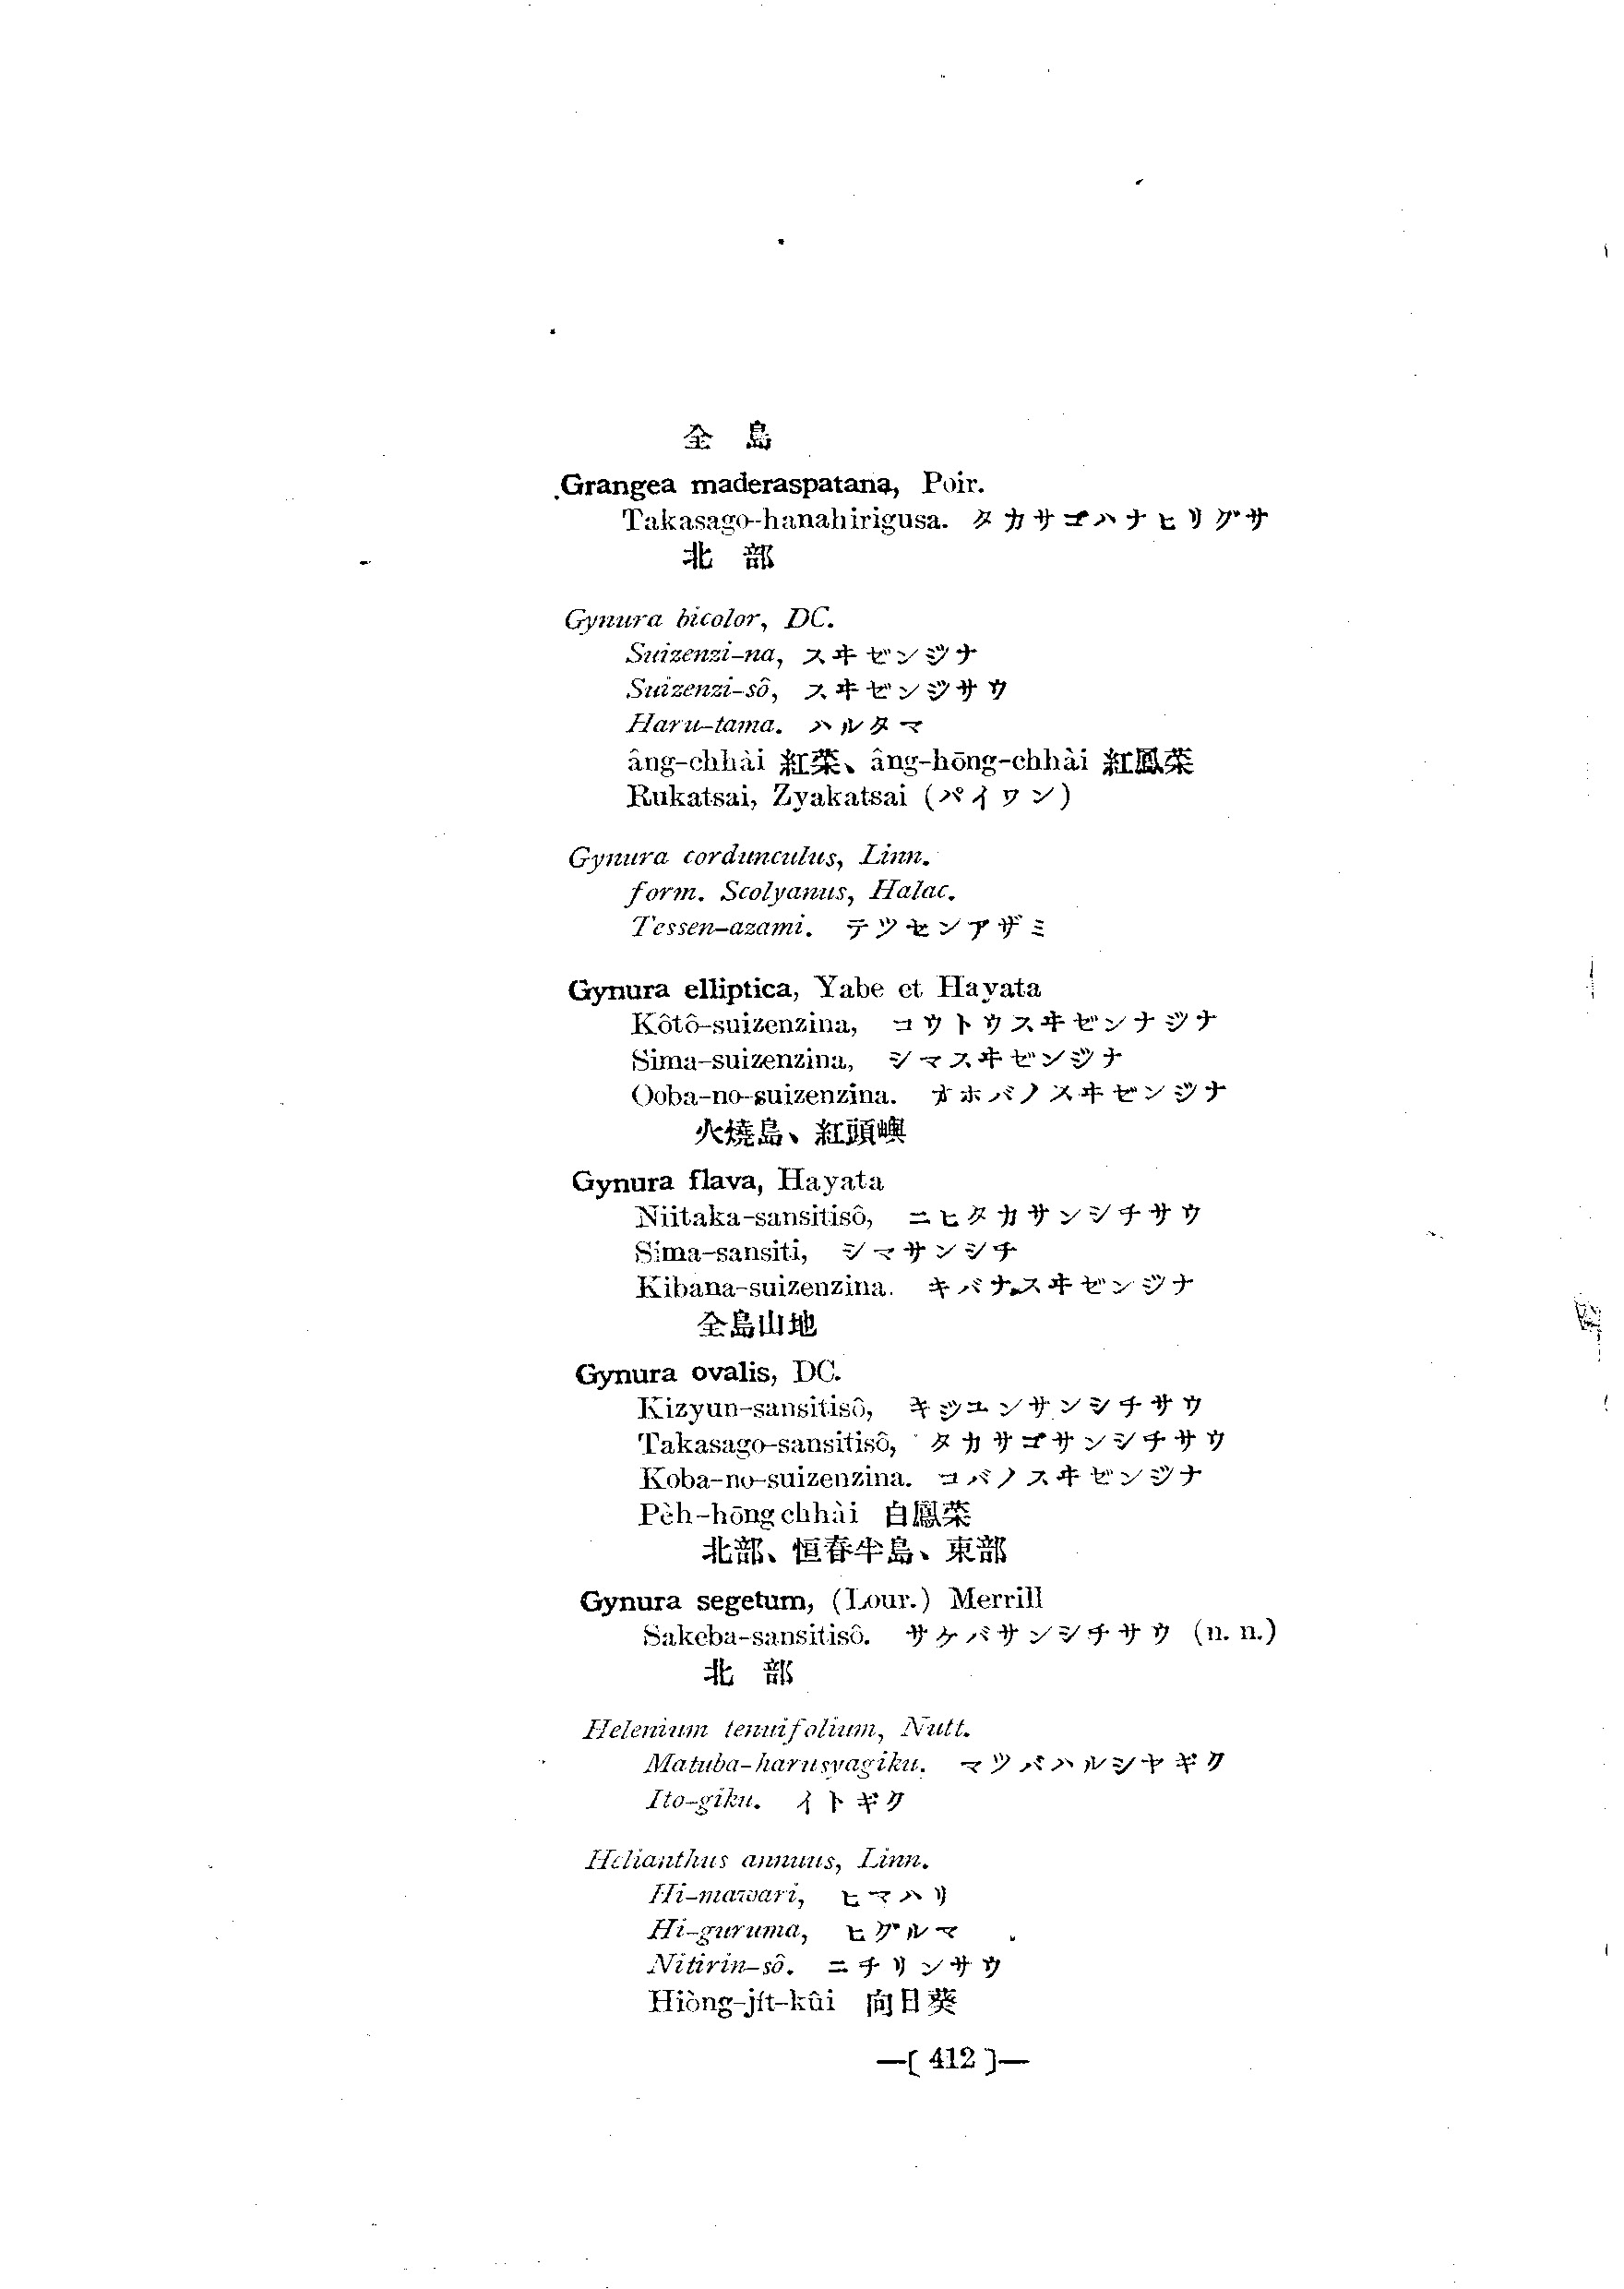 全 島
Grangea maderaspatana, Poir.
Takasago-hanahirigusa. タカサゴハナヒリグサ
北 部
Gynura bicolor, DC.
Suizenzi-na, スヰゼンジナ
Suizenzi-sô, スヰゼンジサウ
Haru-tama. ハルタマ
âng-chhài 紅菜、âng-hōng-chhài 紅鳳菜
Rukatsai, Zyakatsai (パイワン)
Gynura cordunculus, Linn.
form. Scolyanus, Halac.
Tessen-azami. テツセンアザミ
Gynura elliptica, Yabe et Hayata
Kôtô-suizenzina, コウトウスヰゼンナジナ
Sima-suizenzina, シマスヰゼンジナ
Ooba-no-suizenzina. オホバノスヰゼンジナ
火燒島、紅頭嶼
Gynura flava, Hayata
Niitaka-sansitisô, ニヒタカサンシチサウ
Sima-sansiti, シマサンシチ
Kibana-suizenzina. キバナスヰゼンジナ
全島山地
Gynura ovalis, DC.
Kizyun-sansitisô, キジユンサンシチサウ
Takasago-sansitisô, タカサゴサンシチサウ
Koba-no-suizenzina. コバノスヰゼンジナ
Pèh-hōng chhài 白鳳菜
北部、恒春半島、東部
Gynura segetum, (Lour.) Merrill
Sakeba-sansitisô. サケバサンシチサウ (n. n.)
北 部
Helenium tenuifolium, Nutt.
Matuba-harusyagiku. マツバハルシヤギク
Ito-giku. イトギク
Helianthus annuus, Linn.
Hi-mawari, ヒマハリ
Hi-guruma, ヒグルマ
Nitirin-sô. ニチリンサウ
Hiòng-jít-kûi 向日葵
—( 412 )—